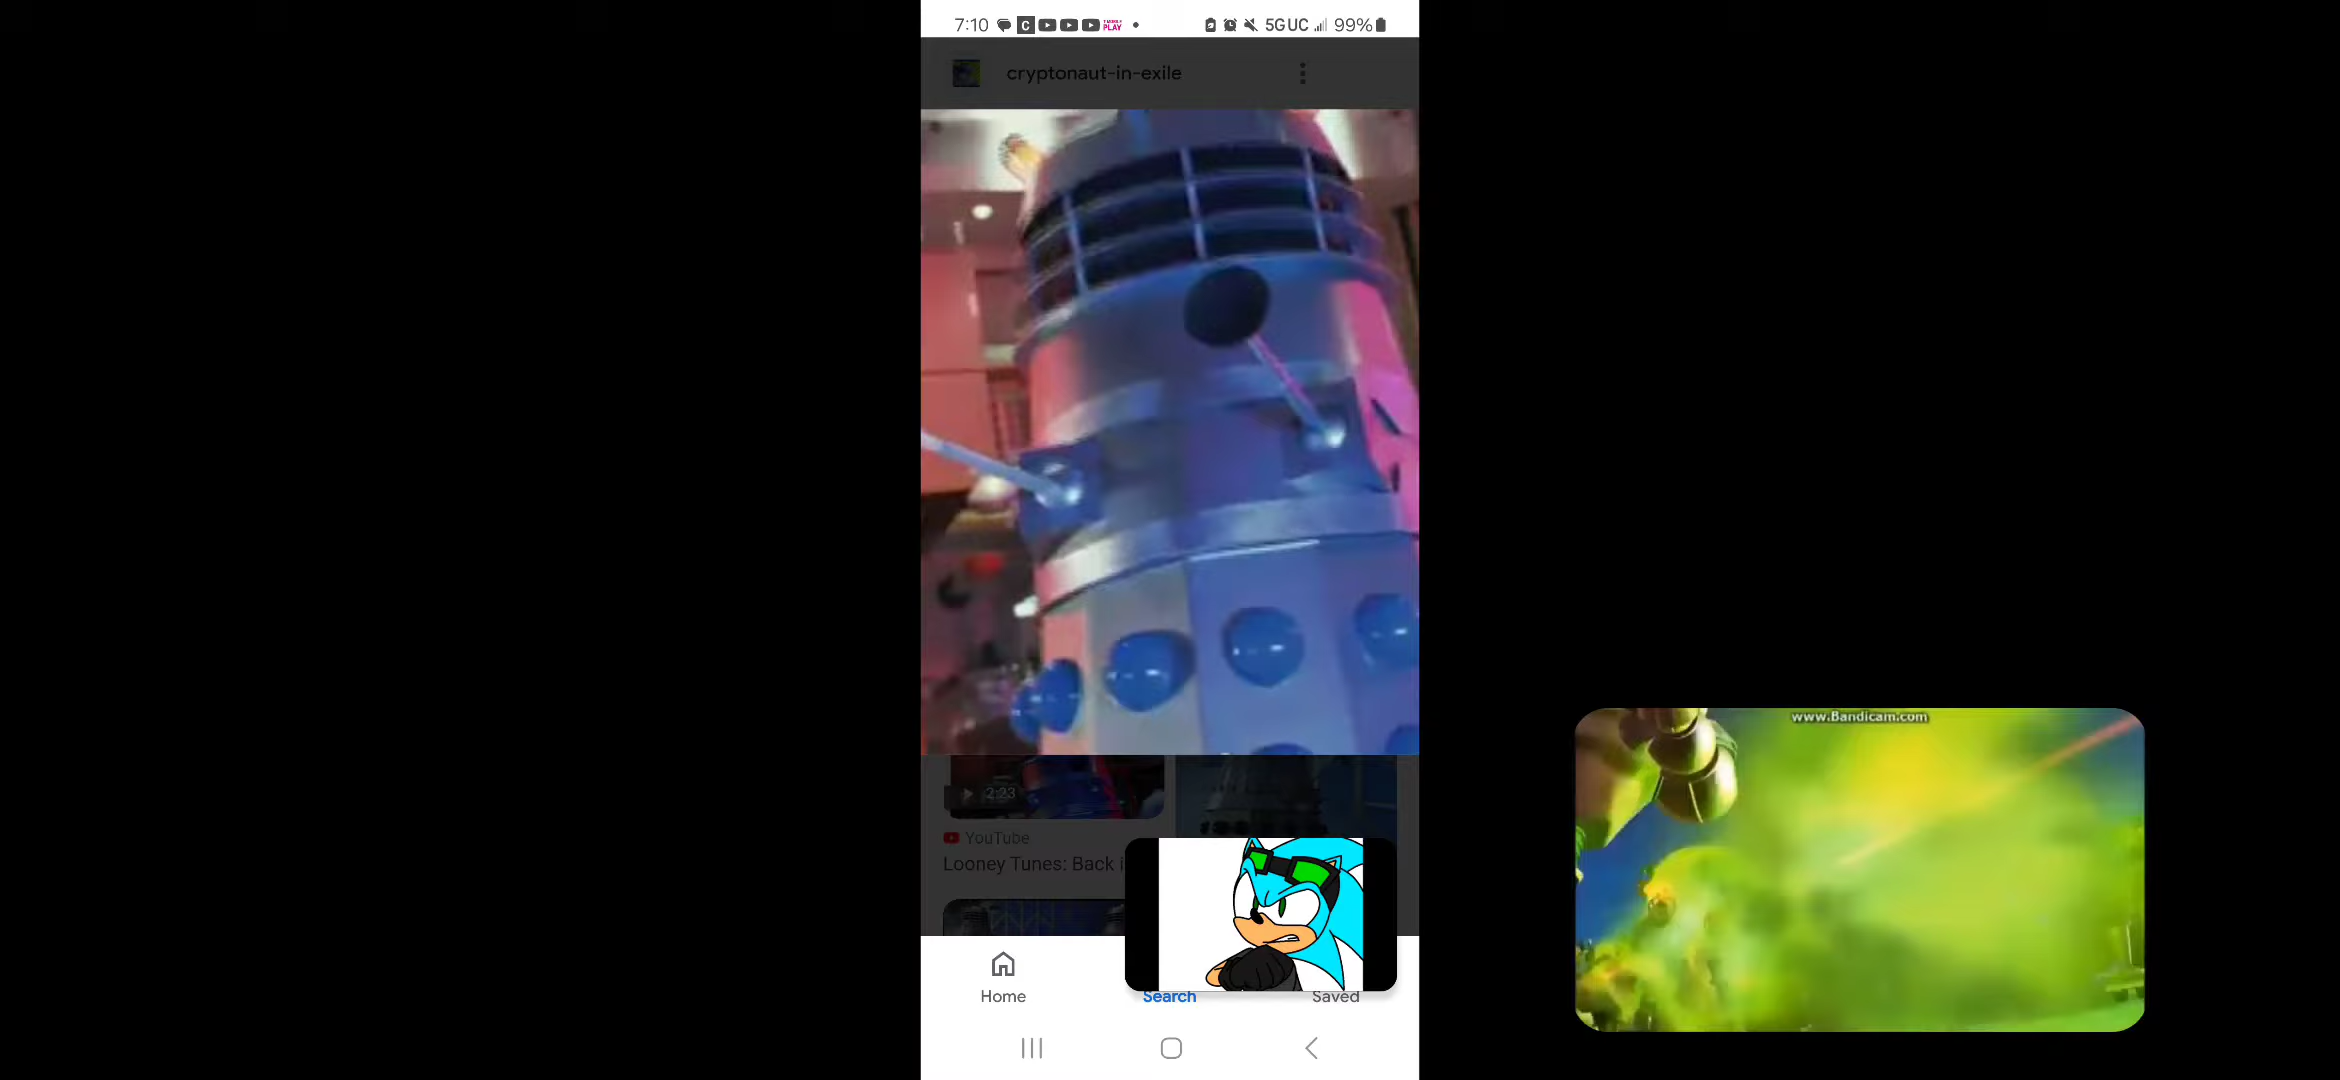 7:10 C PLAY 5G UC 99%
cryptonaut-in-exile
www.Bandicam.com
2:23
YouTube
Looney Tunes: Back i
Home
Search
Saved